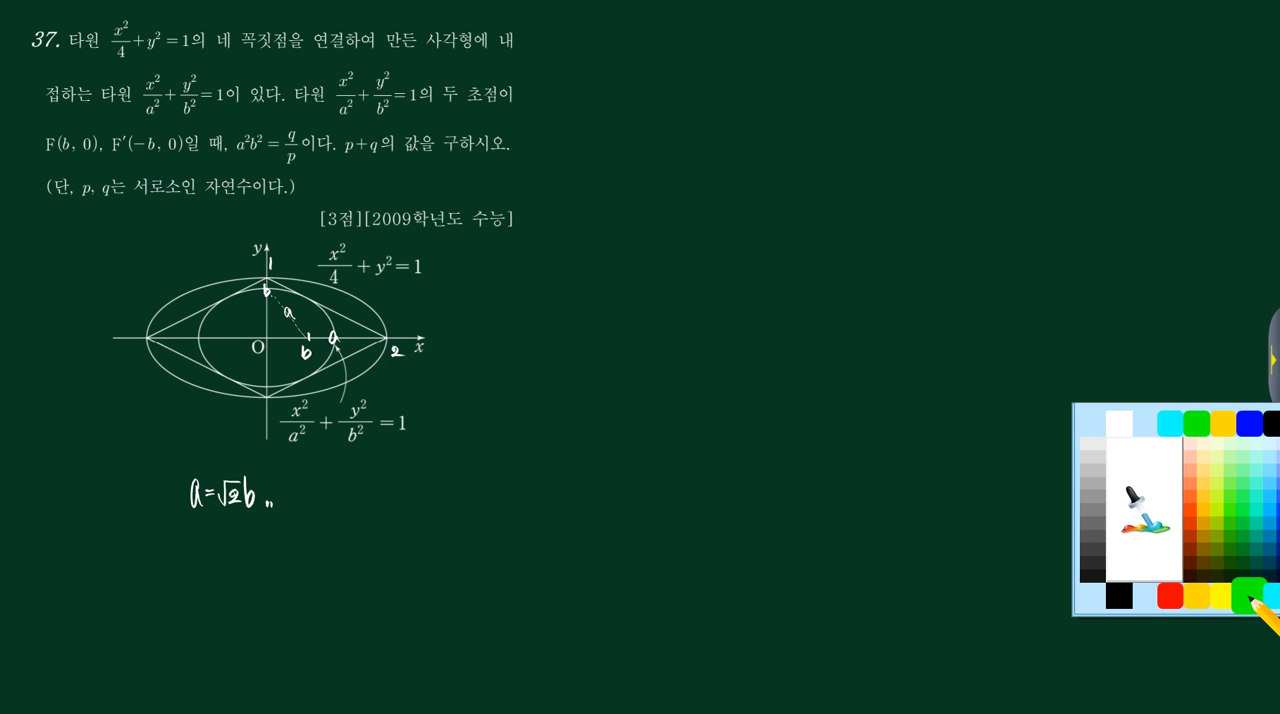 37. 타원 x²/4 + y² = 1의 네 꼭짓점을 연결하여 만든 사각형에 내
접하는 타원 x²/a² + y²/b² = 1이 있다. 타원 x²/a² + y²/b² = 1의 두 초점이
F(b, 0), F′(−b, 0)일 때, a²b² = q/p 이다. p+q의 값을 구하시오.
(단, p, q는 서로소인 자연수이다.)
[3점][2009학년도 수능]
y
1
x²/4 + y² = 1
b
a
O
b
a
2
x
x²/a² + y²/b² = 1
a=√2b